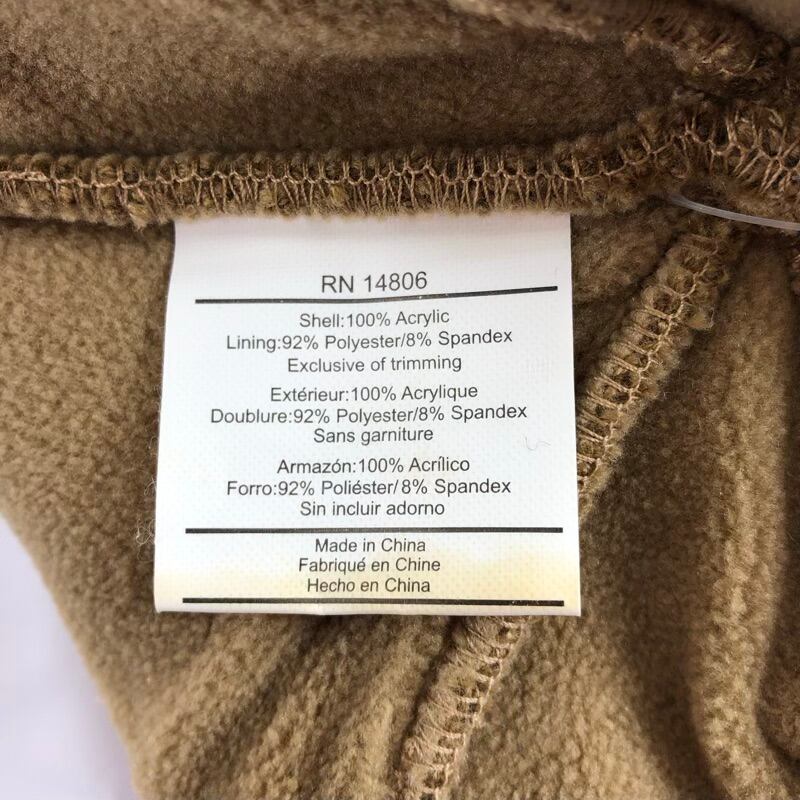 RN 14806
Shell:100% Acrylic
Lining:92% Polyester/8% Spandex
Exclusive of trimming
Extérieur:100% Acrylique
Doublure:92% Polyester/8% Spandex
Sans garniture
Armazón:100% Acrílico
Forro:92% Poliéster/8% Spandex
Sin incluir adorno
Made in China
Fabriqué en Chine
Hecho en China